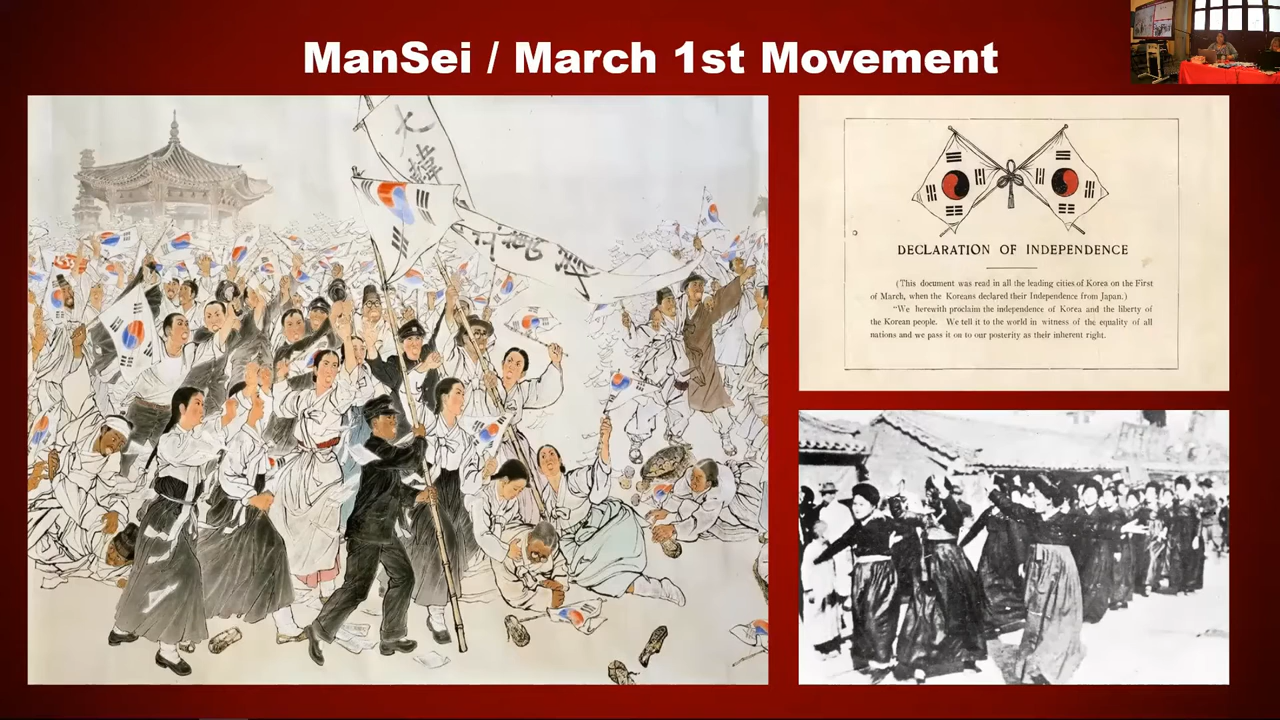 ManSei / March 1st Movement
大
韓
DECLARATION OF INDEPENDENCE
(This document was read in all the leading cities of Korea on the First
of March, when the Koreans declared their Independence from Japan.)
"We herewith proclaim the independence of Korea and the liberty of
the Korean people. We tell it to the world in witness of the equality of all
nations and we pass it on to our posterity as their inherent right.